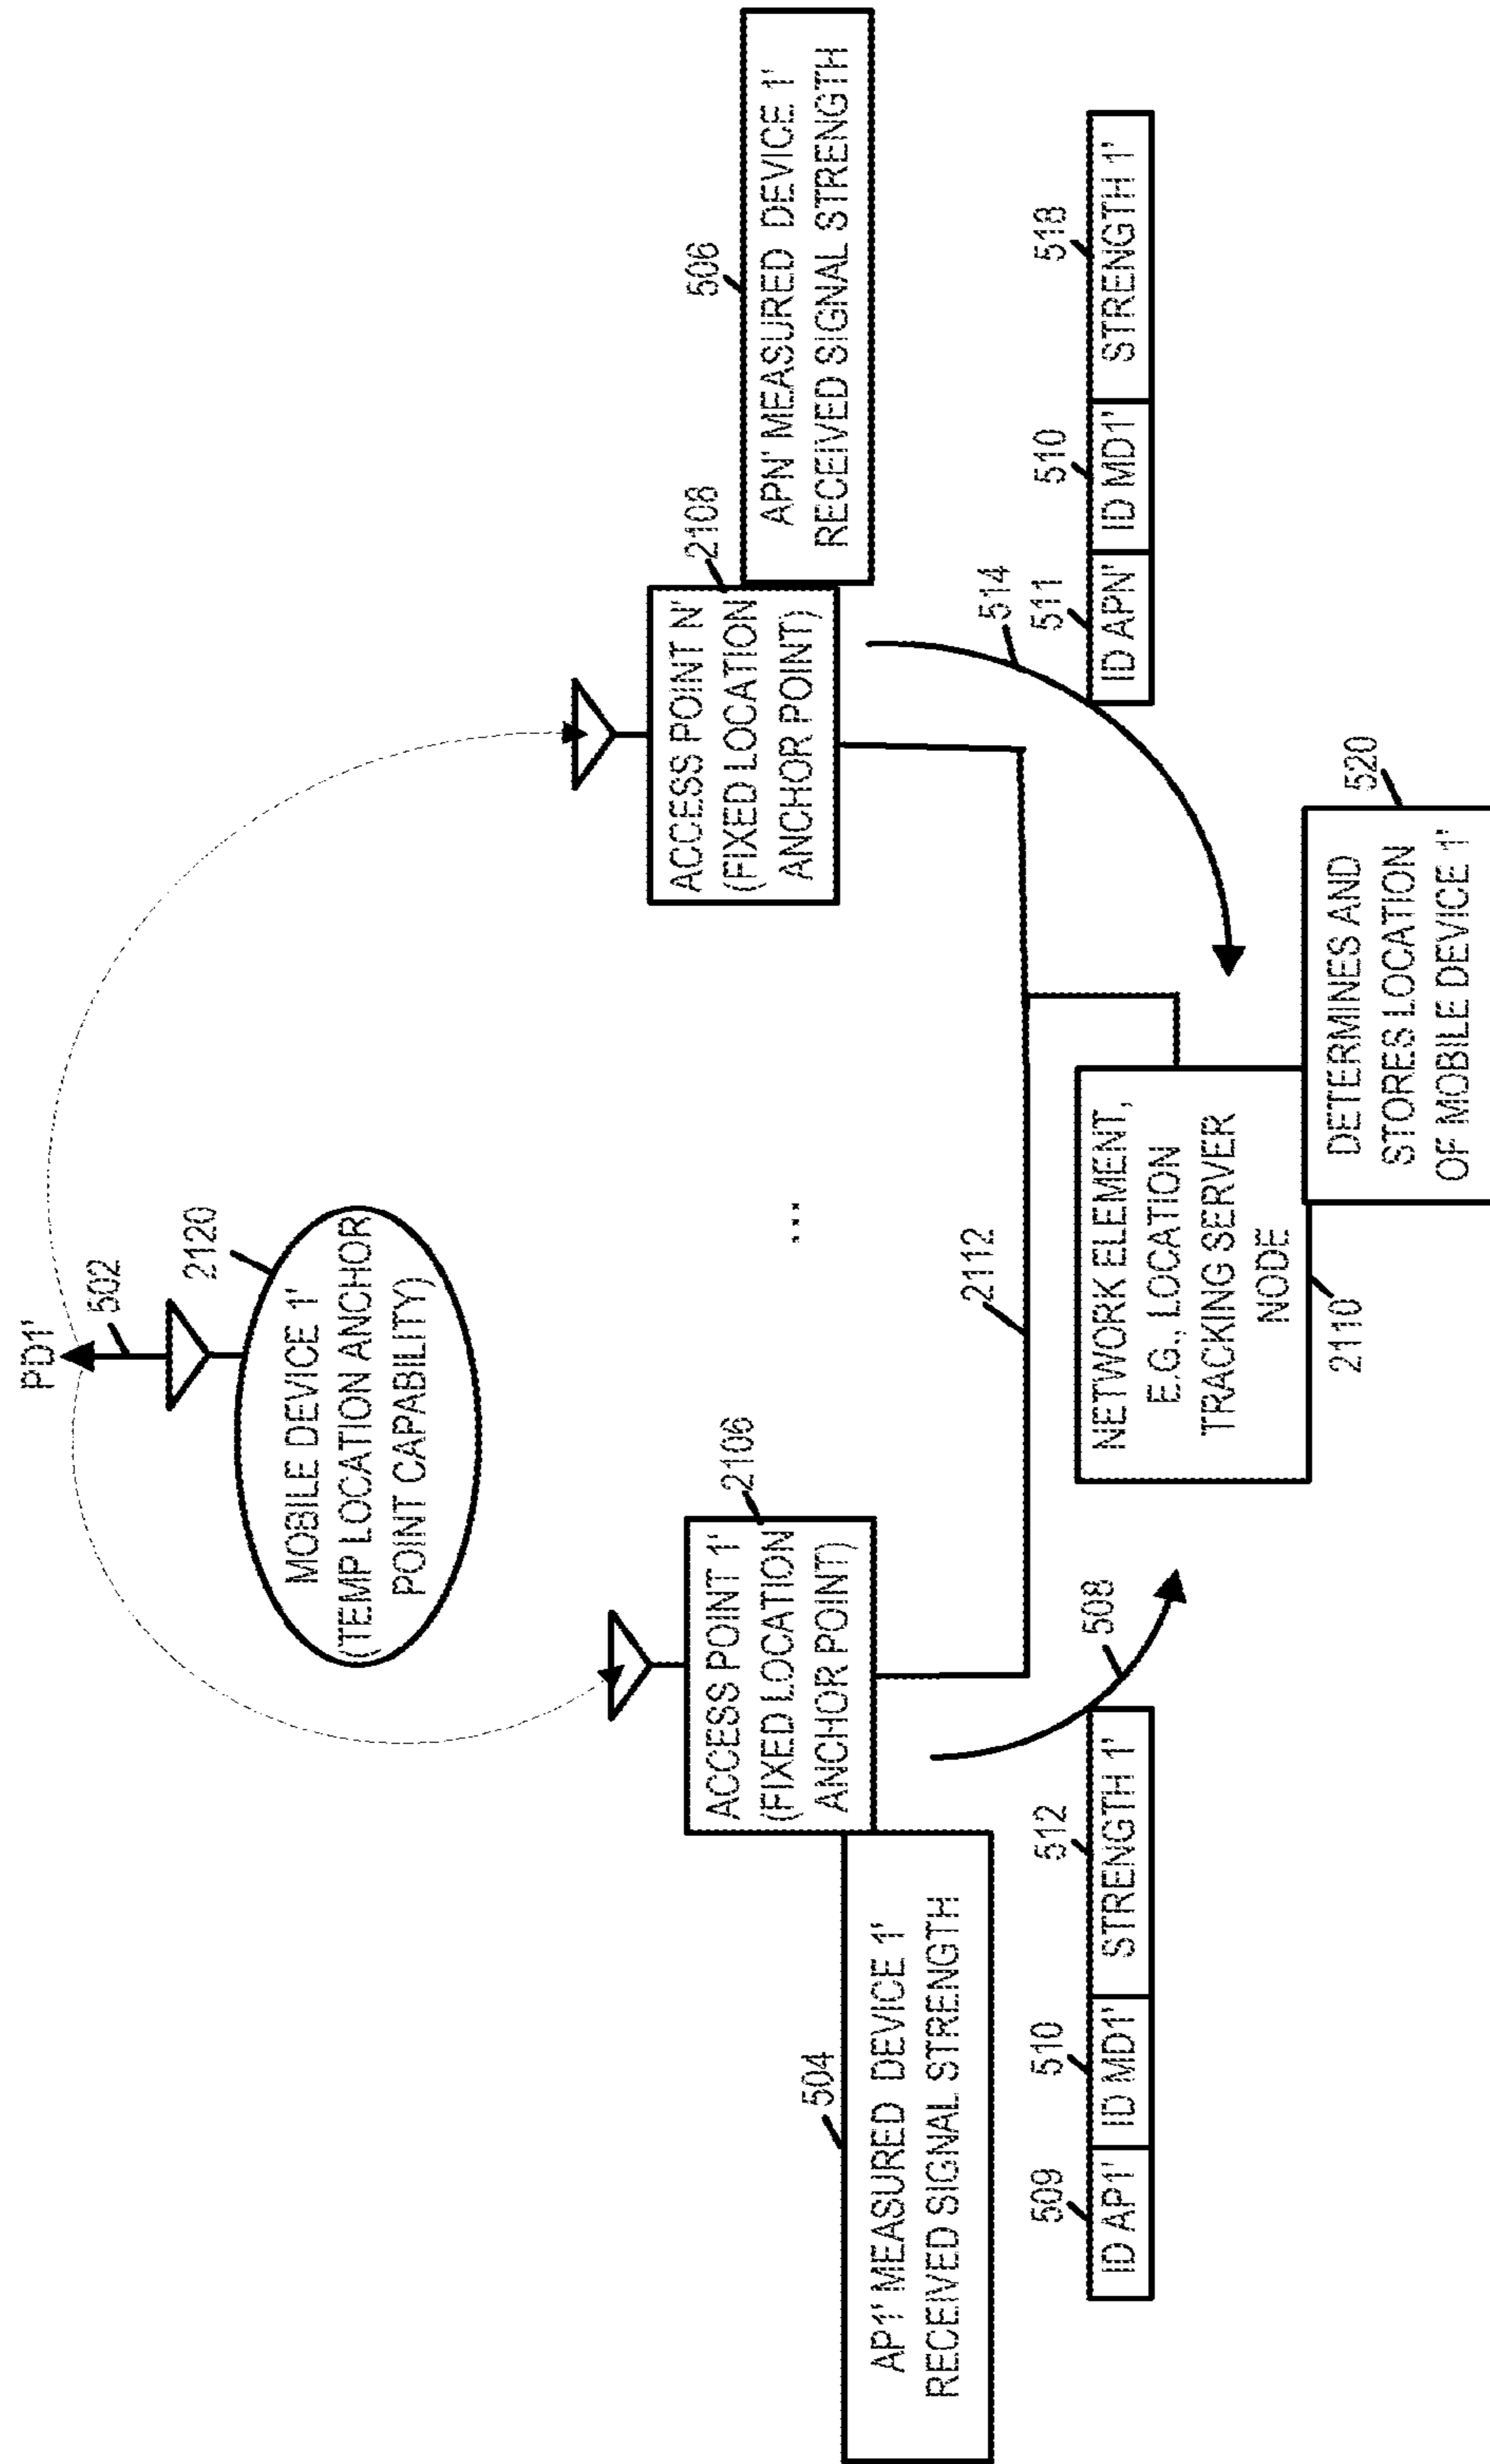 PD1'
502
2120
MOBILE DEVICE 1'
(TEMP LOCATION ANCHOR
POINT CAPABILITY)
2106
ACCESS POINT 1'
(FIXED LOCATION
ANCHOR POINT)
...
2108
ACCESS POINT N'
(FIXED LOCATION
ANCHOR POINT)
504
AP1' MEASURED DEVICE 1'
RECEIVED SIGNAL STRENGTH
506
APN' MEASURED DEVICE 1'
RECEIVED SIGNAL STRENGTH
2112
509
510
512
508
ID AP1'
ID MD1'
STRENGTH 1'
514
511
510
518
ID APN'
ID MD1'
STRENGTH 1'
NETWORK ELEMENT,
E.G., LOCATION
TRACKING SERVER
NODE
2110
520
DETERMINES AND
STORES LOCATION
OF MOBILE DEVICE 1'